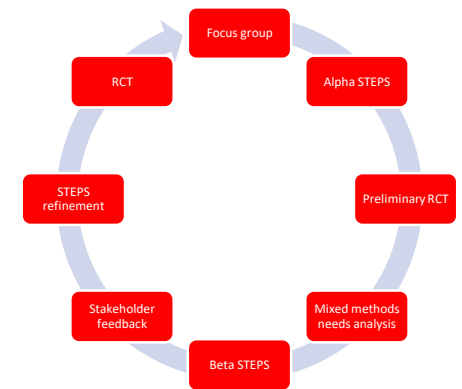 Focus group
Alpha STEPS
Preliminary RCT
Mixed methods
needs analysis
Beta STEPS
Stakeholder
feedback
STEPS
refinement
RCT